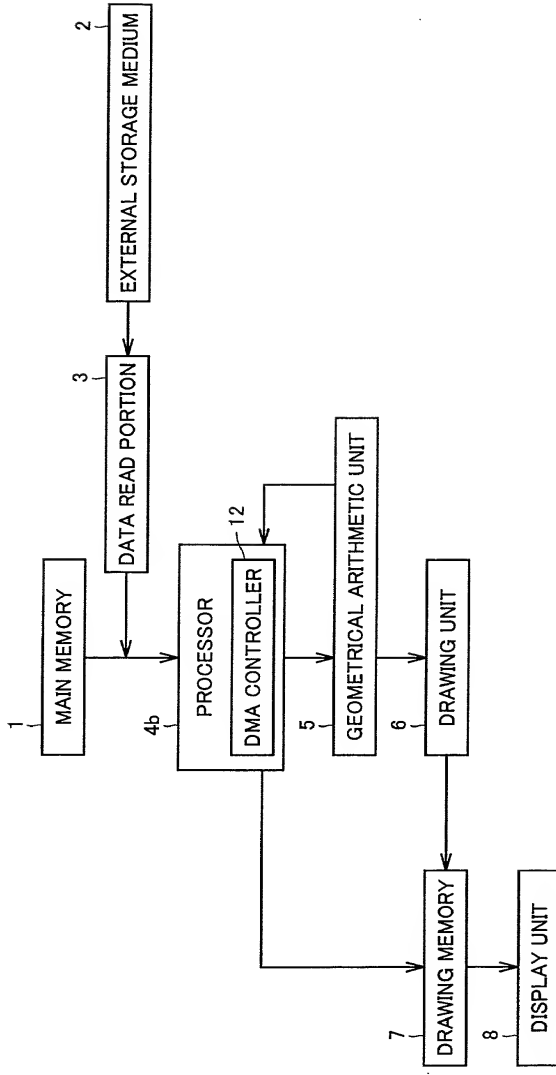 1
MAIN MEMORY
2
EXTERNAL STORAGE MEDIUM
3
DATA READ PORTION
4b
PROCESSOR
12
DMA CONTROLLER
5
GEOMETRICAL ARITHMETIC UNIT
6
DRAWING UNIT
7
DRAWING MEMORY
8
DISPLAY UNIT